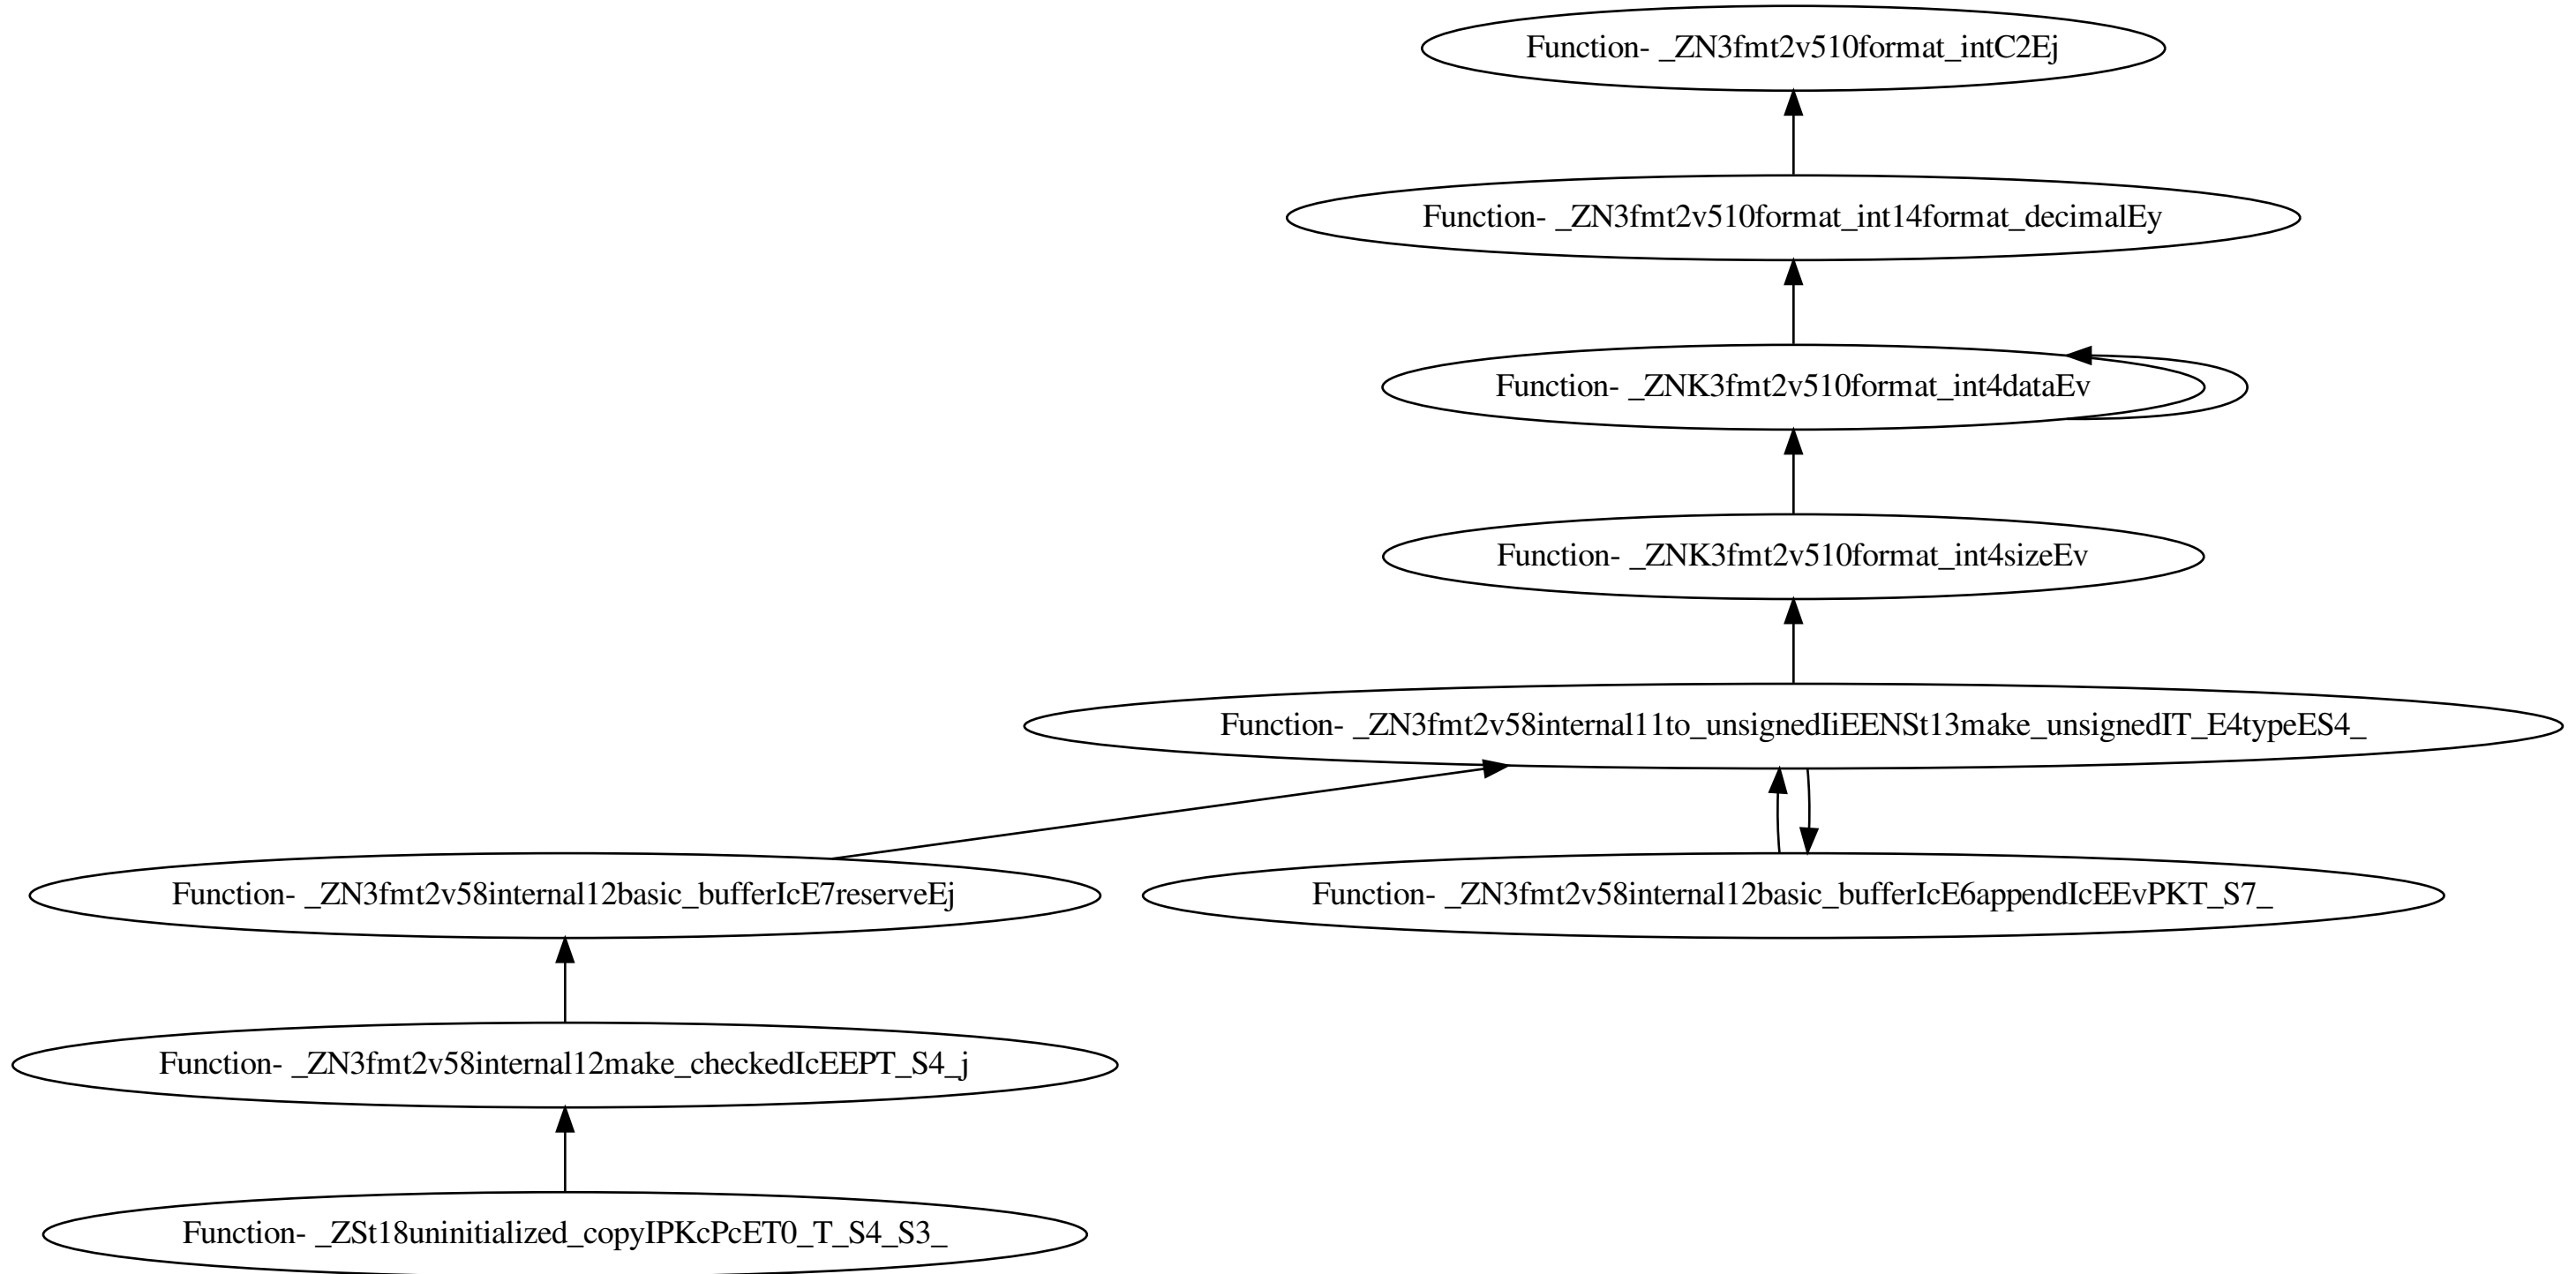 Function- _ZN3fmt2v510format_intC2Ej
Function- _ZN3fmt2v510format_int14format_decimalEy
Function- _ZNK3fmt2v510format_int4dataEv
Function- _ZNK3fmt2v510format_int4sizeEv
Function- _ZN3fmt2v58internal11to_unsignedIiEENSt13make_unsignedIT_E4typeES4_
Function- _ZN3fmt2v58internal12basic_bufferIcE7reserveEj
Function- _ZN3fmt2v58internal12basic_bufferIcE6appendIcEEvPKT_S7_
Function- _ZN3fmt2v58internal12make_checkedIcEEPT_S4_j
Function- _ZSt18uninitialized_copyIPKcPcET0_T_S4_S3_